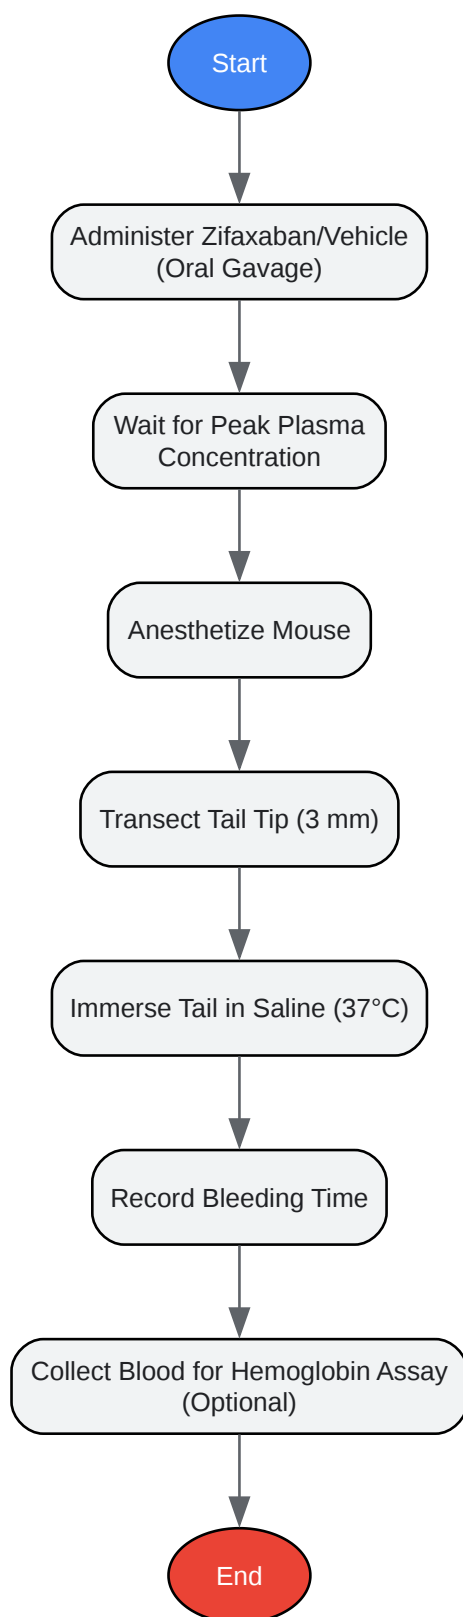 Start
Administer Zifaxaban/Vehicle
(Oral Gavage)
Wait for Peak Plasma
Concentration
Anesthetize Mouse
Transect Tail Tip (3 mm)
Immerse Tail in Saline (37°C)
Record Bleeding Time
Collect Blood for Hemoglobin Assay
(Optional)
End